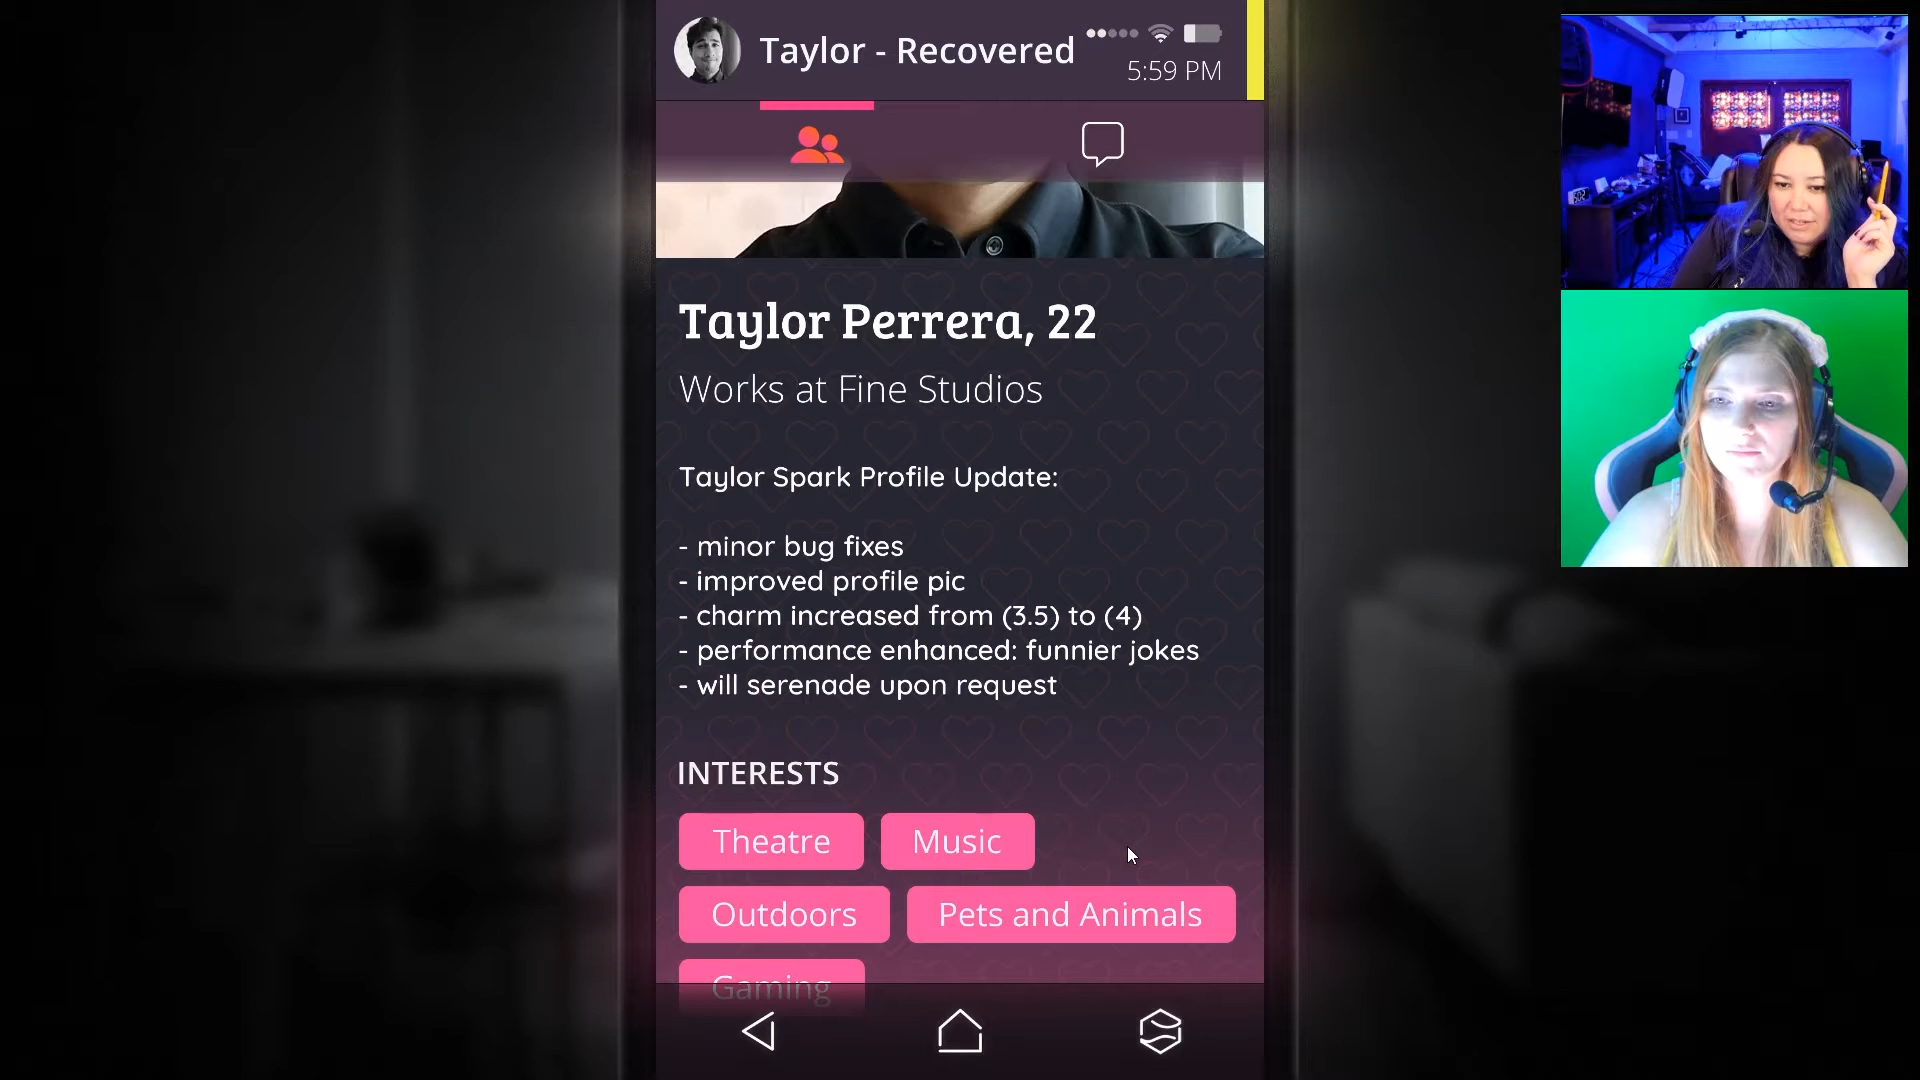 Taylor - Recovered
5:59 PM
Taylor Perrera, 22
Works at Fine Studios
Taylor Spark Profile Update:
- minor bug fixes
- improved profile pic
- charm increased from (3.5) to (4)
- performance enhanced: funnier jokes
- will serenade upon request
INTERESTS
Theatre Music
Outdoors Pets and Animals
Gaming